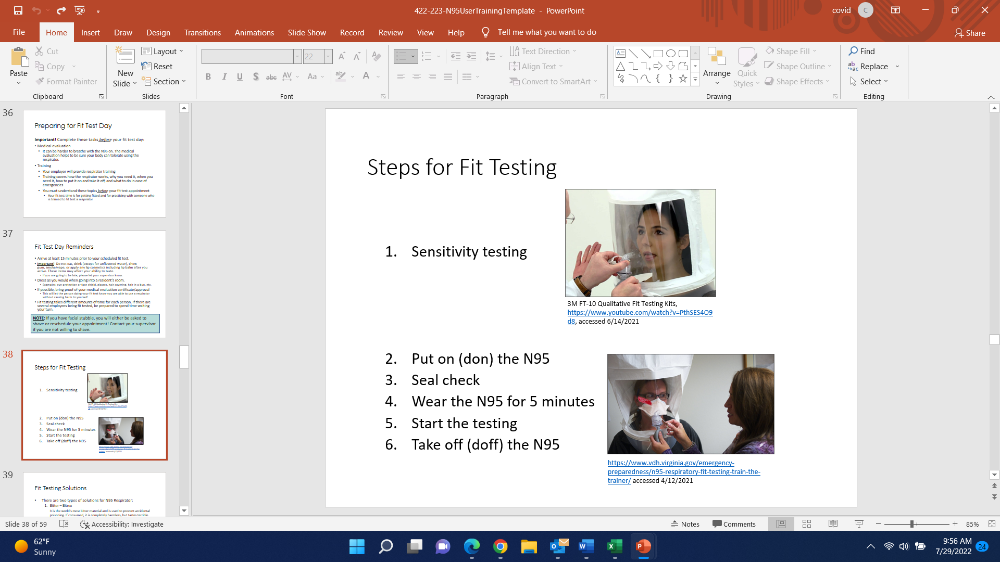 422-223-N95UserTrainingTemplate - PowerPoint
covid
C
File
Home
Insert
Draw
Design
Transitions
Animations
Slide Show
Record
Review
View
Help
Tell me what you want to do
Share
Paste
Cut
Copy
Format Painter
Clipboard
New
Slide
Layout
Reset
Section
Slides
22
B
I
U
S
abc
AV
Aa
A
Font
Text Direction
Align Text
Convert to SmartArt
Paragraph
Arrange
Quick
Styles
Shape Fill
Shape Outline
Shape Effects
Drawing
Find
Replace
Select
Editing
36
Preparing for Fit Test Day
Important! Complete these tasks before your fit test day:
• Medical evaluation
• It can be harder to breathe with the N95 on. The medical
evaluation helps to be sure your body can tolerate using the
respirator.
• Training
• Your employer will provide respirator training
• Training covers how the respirator works, why you need it, when you
need it, how to put it on and take it off, and what to do in case of
emergencies
• You must understand these topics before your fit test appointment
• Your fit test time is for getting fitted and for practicing with someone who
is trained to fit test a respirator
37
Fit Test Day Reminders
• Arrive at least 15 minutes prior to your scheduled fit test.
• Important! Do not eat, drink (except for unflavored water), chew
gum, smoke/vape, or apply any lip cosmetics including lip balm after you
arrive. These items may affect your ability to taste.
• If you are going to be late, please let your supervisor know.
• Dress as you would when going into a resident's room.
• Examples: eye protection or face shield, glasses, hair covering, hair in a bun, etc.
• If possible, bring proof of your medical evaluation certificate/approval
• This will let the person doing your fit test know you are able to use a respirator
without causing harm to yourself
• Fit testing takes different amounts of time for each person. If there are
several employees being fit tested, be prepared to spend time waiting
your turn.
NOTE: If you have facial stubble, you will either be asked to
shave or reschedule your appointment! Contact your supervisor
if you are not willing to shave.
38
Steps for Fit Testing
1. Sensitivity testing
2. Put on (don) the N95
3. Seal check
4. Wear the N95 for 5 minutes
5. Start the testing
6. Take off (doff) the N95
39
Fit Testing Solutions
• There are two types of solutions for N95 Respirator:
1. Bitter – Bitrex
It is the world's most bitter material and is used to prevent accidental
poisoning. If consumed, it is completely harmless, but tastes terrible.
Steps for Fit Testing
1. Sensitivity testing
3M FT-10 Qualitative Fit Testing Kits,
https://www.youtube.com/watch?v=PthSES4O9
d8, accessed 6/14/2021
2. Put on (don) the N95
3. Seal check
4. Wear the N95 for 5 minutes
5. Start the testing
6. Take off (doff) the N95
https://www.vdh.virginia.gov/emergency-
preparedness/n95-respiratory-fit-testing-train-the-
trainer/ accessed 4/12/2021
Slide 38 of 59
Accessibility: Investigate
Notes
Comments
85%
62°F
Sunny
9:56 AM
7/29/2022
24